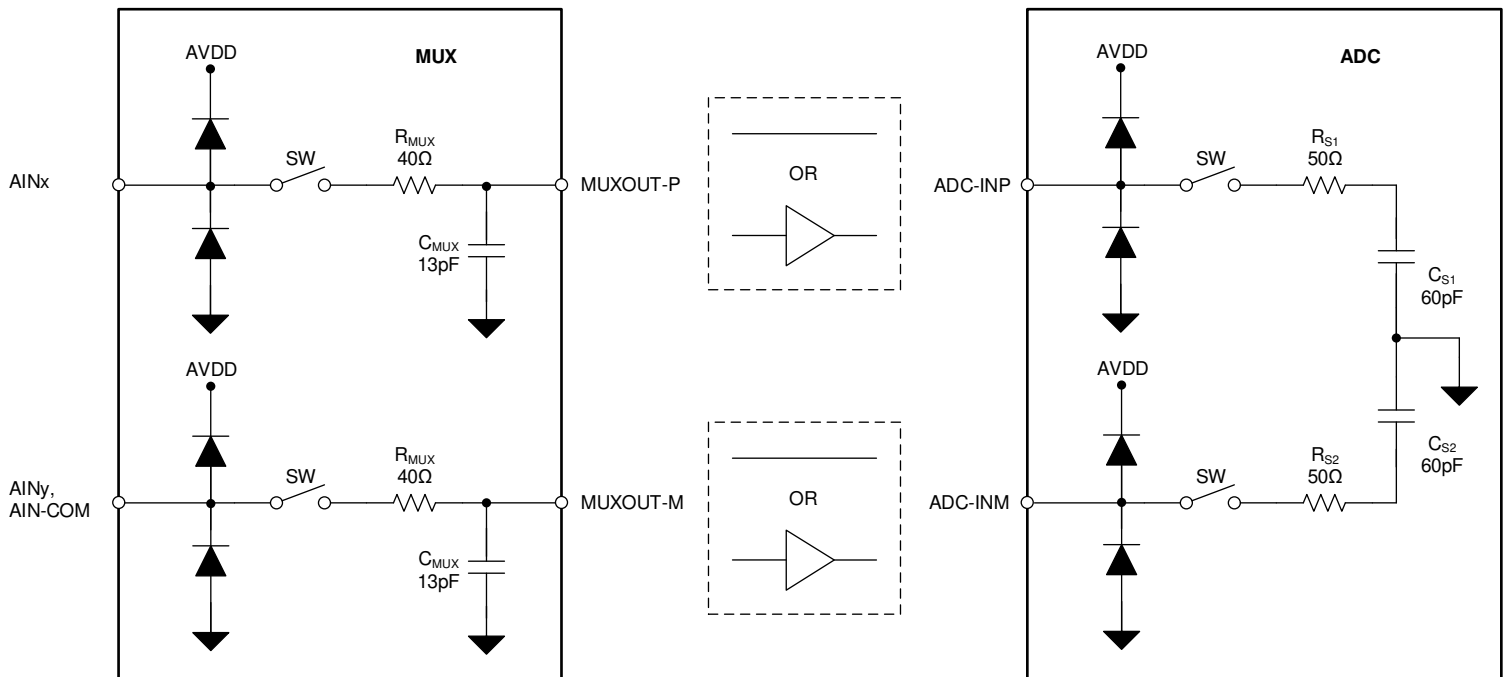 MUX
AVDD
AINx
SW
RMUX
40Ω
CMUX
13pF
MUXOUT-P
AVDD
AINy,
AIN-COM
SW
RMUX
40Ω
CMUX
13pF
MUXOUT-M
OR
OR
ADC
AVDD
ADC-INP
SW
RS1
50Ω
CS1
60pF
AVDD
ADC-INM
SW
RS2
50Ω
CS2
60pF